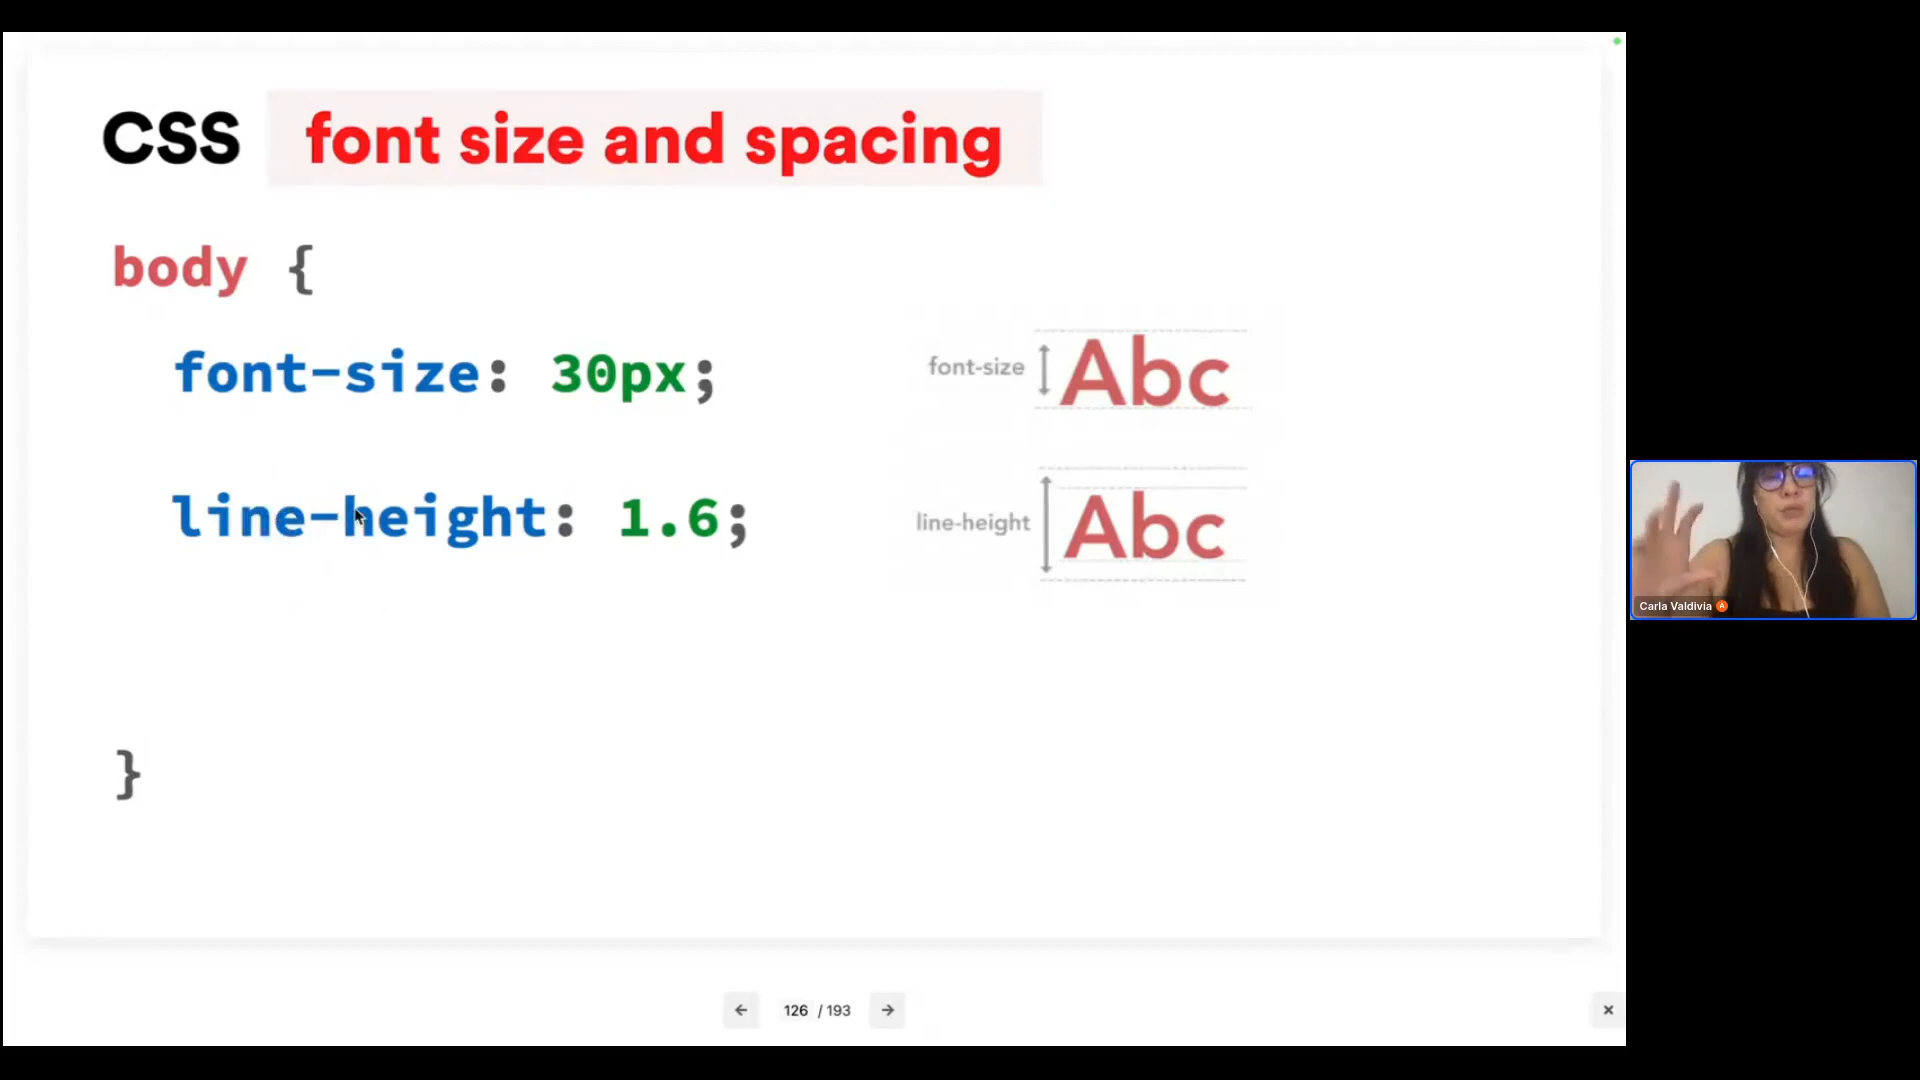 CSS font size and spacing
body {
font-size: 30px;
font-size Abc
line-height: 1.6;
line-height Abc
}
126 / 193
Carla Valdivia